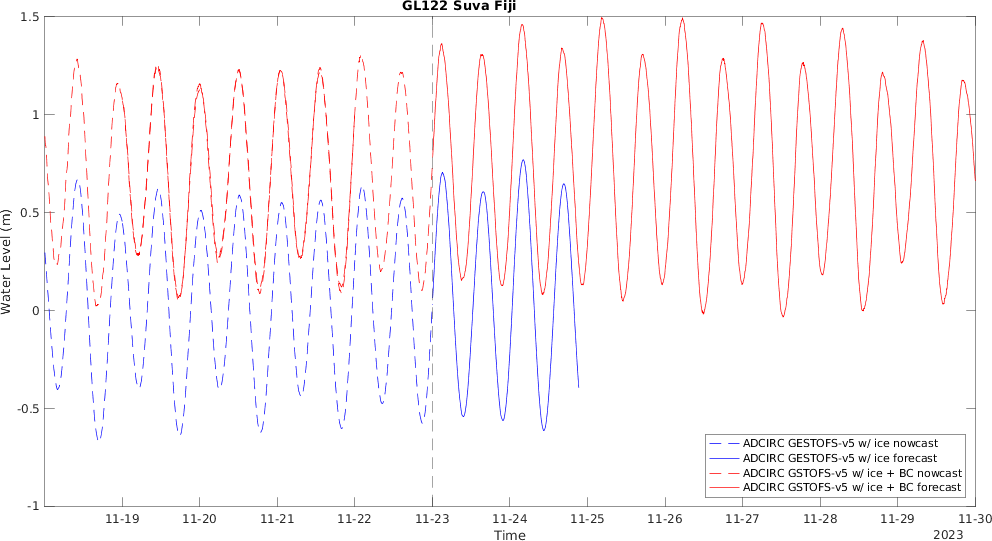 GL122 Suva Fiji
1.5
1
0.5
0
-0.5
-1
Water Level (m)
11-19 11-20 11-21 11-22 11-23 11-24 11-25 11-26 11-27 11-28 11-29 11-30
Time
2023
ADCIRC GESTOFS-v5 w/ ice nowcast
ADCIRC GESTOFS-v5 w/ ice forecast
ADCIRC GSTOFS-v5 w/ ice + BC nowcast
ADCIRC GSTOFS-v5 w/ ice + BC forecast